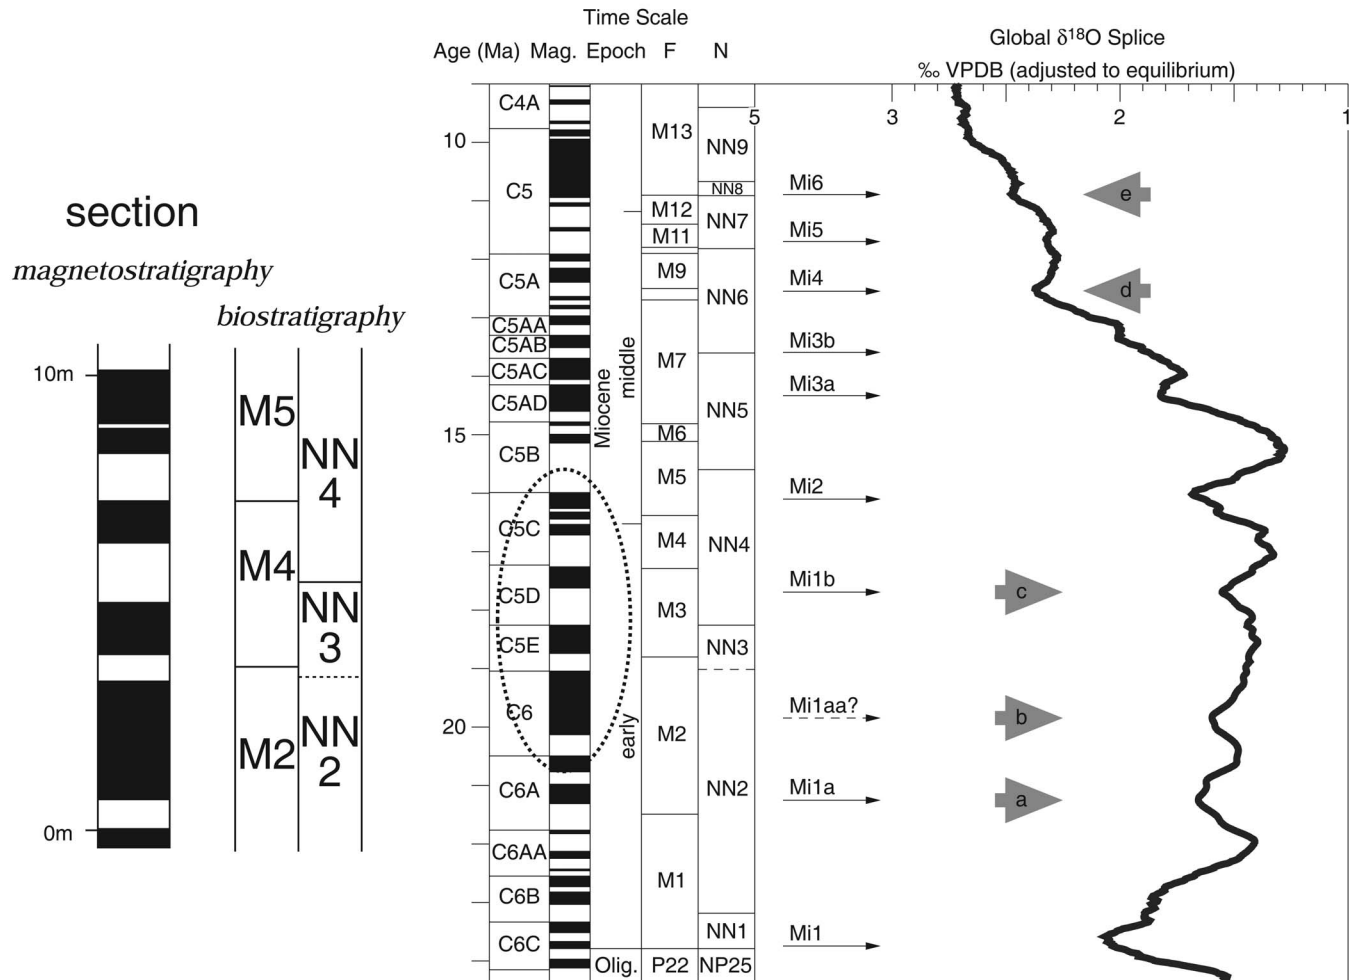 Time Scale
Age (Ma) Mag. Epoch F N
Global δ18O Splice
‰ VPDB (adjusted to equilibrium)
5 3 2 1
section
magnetostratigraphy
biostratigraphy
10m
0m
M5
M4
M2
NN
4
NN
3
NN
2
10
15
20
C4A
C5
C5A
C5AA
C5AB
C5AC
C5AD
C5B
C5C
C5D
C5E
C6
C6A
C6AA
C6B
C6C
Miocene
middle
early
Olig.
M13
M12
M11
M9
M7
M6
M5
M4
M3
M2
M1
P22
NN9
NN8
NN7
NN6
NN5
NN4
NN3
NN2
NN1
NP25
Mi6
Mi5
Mi4
Mi3b
Mi3a
Mi2
Mi1b
Mi1aa?
Mi1a
Mi1
e
d
c
b
a